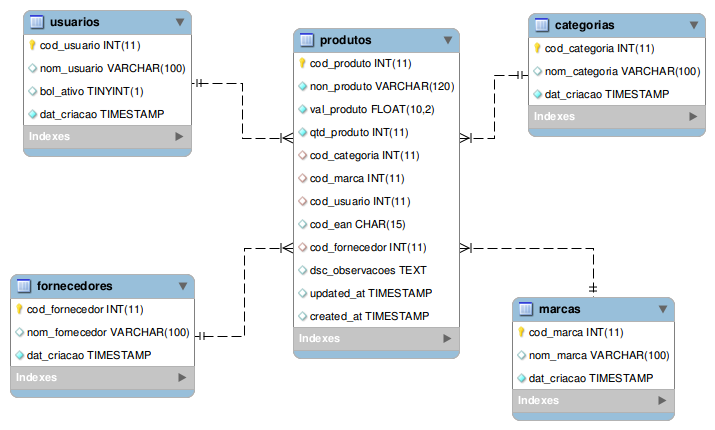 usuarios
cod_usuario INT(11)
nom_usuario VARCHAR(100)
bol_ativo TINYINT(1)
dat_criacao TIMESTAMP
Indexes
produtos
cod_produto INT(11)
non_produto VARCHAR(120)
val_produto FLOAT(10,2)
qtd_produto INT(11)
cod_categoria INT(11)
cod_marca INT(11)
cod_usuario INT(11)
cod_ean CHAR(15)
cod_fornecedor INT(11)
dsc_observacoes TEXT
updated_at TIMESTAMP
created_at TIMESTAMP
Indexes
categorias
cod_categoria INT(11)
nom_categoria VARCHAR(100)
dat_criacao TIMESTAMP
Indexes
fornecedores
cod_fornecedor INT(11)
nom_fornecedor VARCHAR(100)
dat_criacao TIMESTAMP
Indexes
marcas
cod_marca INT(11)
nom_marca VARCHAR(100)
dat_criacao TIMESTAMP
Indexes